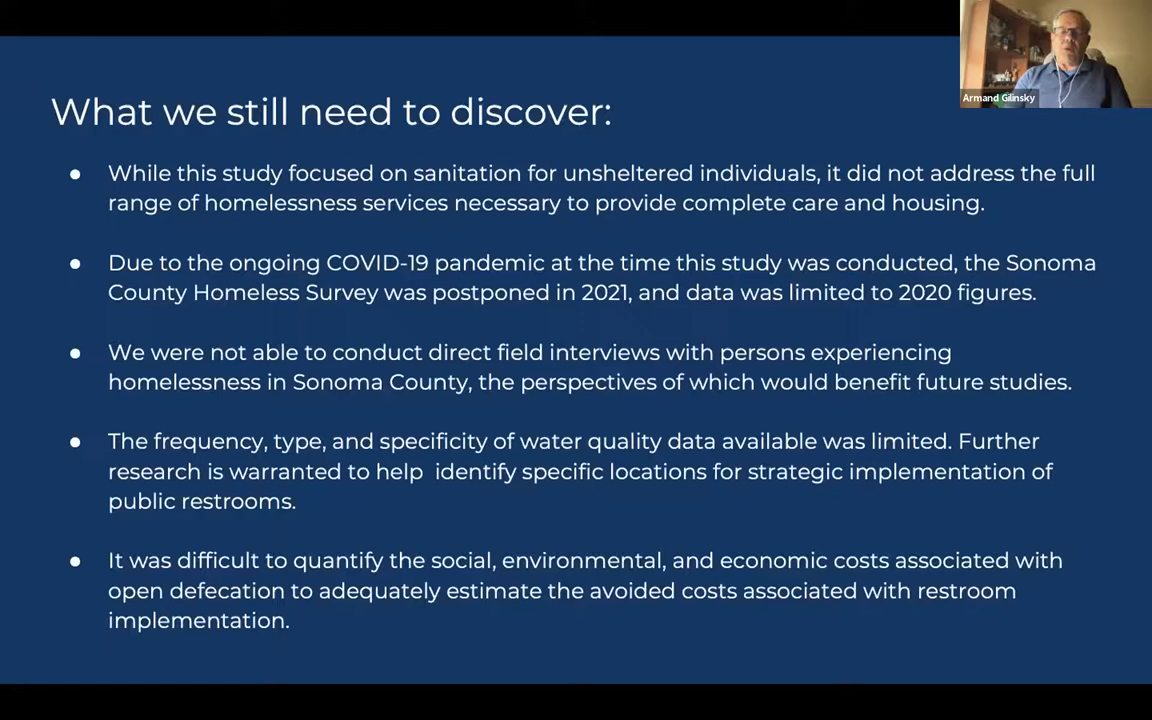 Armand Gilinsky
What we still need to discover:
● While this study focused on sanitation for unsheltered individuals, it did not address the full
range of homelessness services necessary to provide complete care and housing.
● Due to the ongoing COVID-19 pandemic at the time this study was conducted, the Sonoma
County Homeless Survey was postponed in 2021, and data was limited to 2020 figures.
● We were not able to conduct direct field interviews with persons experiencing
homelessness in Sonoma County, the perspectives of which would benefit future studies.
● The frequency, type, and specificity of water quality data available was limited. Further
research is warranted to help  identify specific locations for strategic implementation of
public restrooms.
● It was difficult to quantify the social, environmental, and economic costs associated with
open defecation to adequately estimate the avoided costs associated with restroom
implementation.